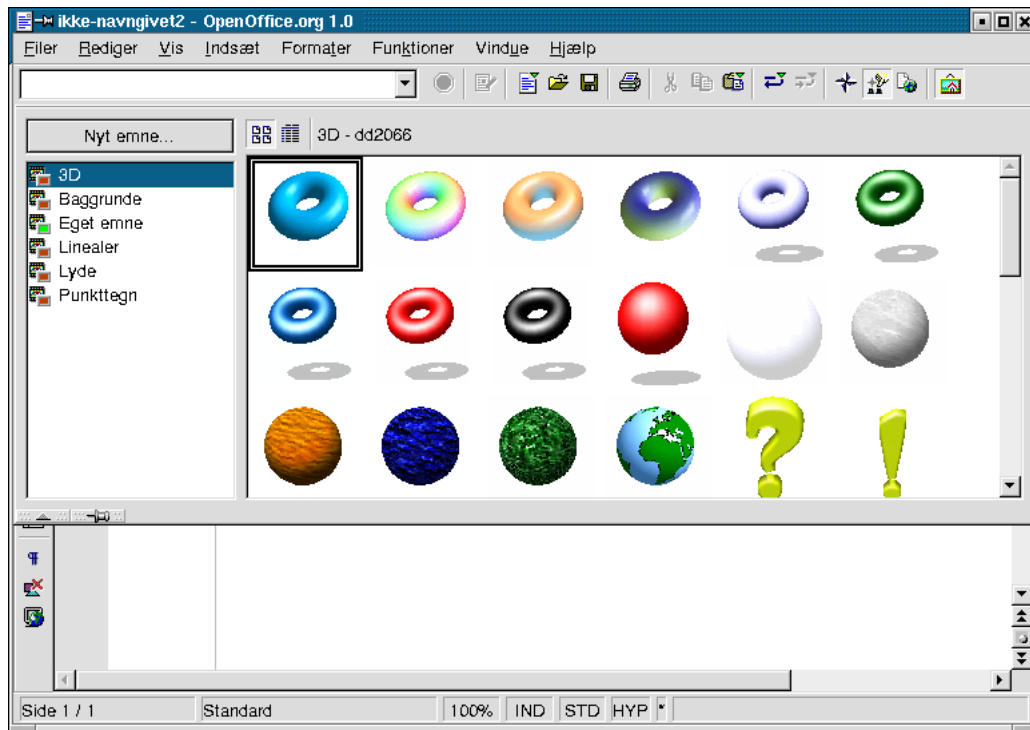 ikke-navngivet2 - OpenOffice.org 1.0
Filer Rediger Vis Indsæt Formater Funktioner Vindue Hjælp
Nyt emne...
3D - dd2066
3D
Baggrunde
Eget emne
Linealer
Lyde
Punkttegn
Side 1 / 1 Standard 100% IND STD HYP *